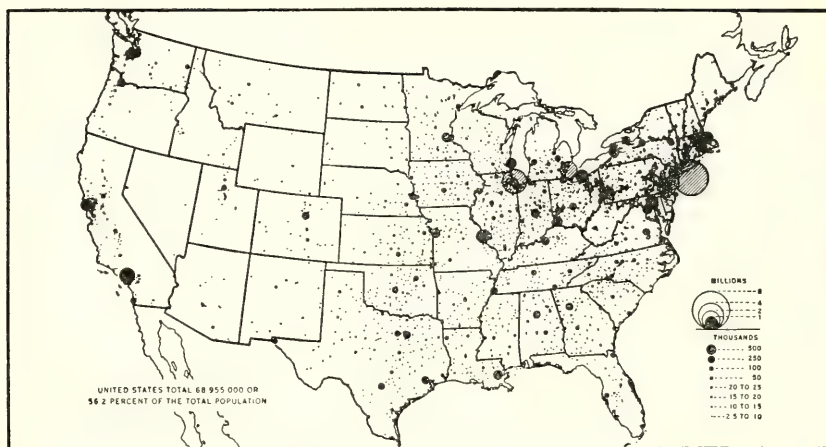 UNITED STATES TOTAL 68 955 000 OR
56.2 PERCENT OF THE TOTAL POPULATION
MILLIONS
8
4
2
1
THOUSANDS
500
250
100
50
20 TO 25
15 TO 20
10 TO 15
2.5 TO 10